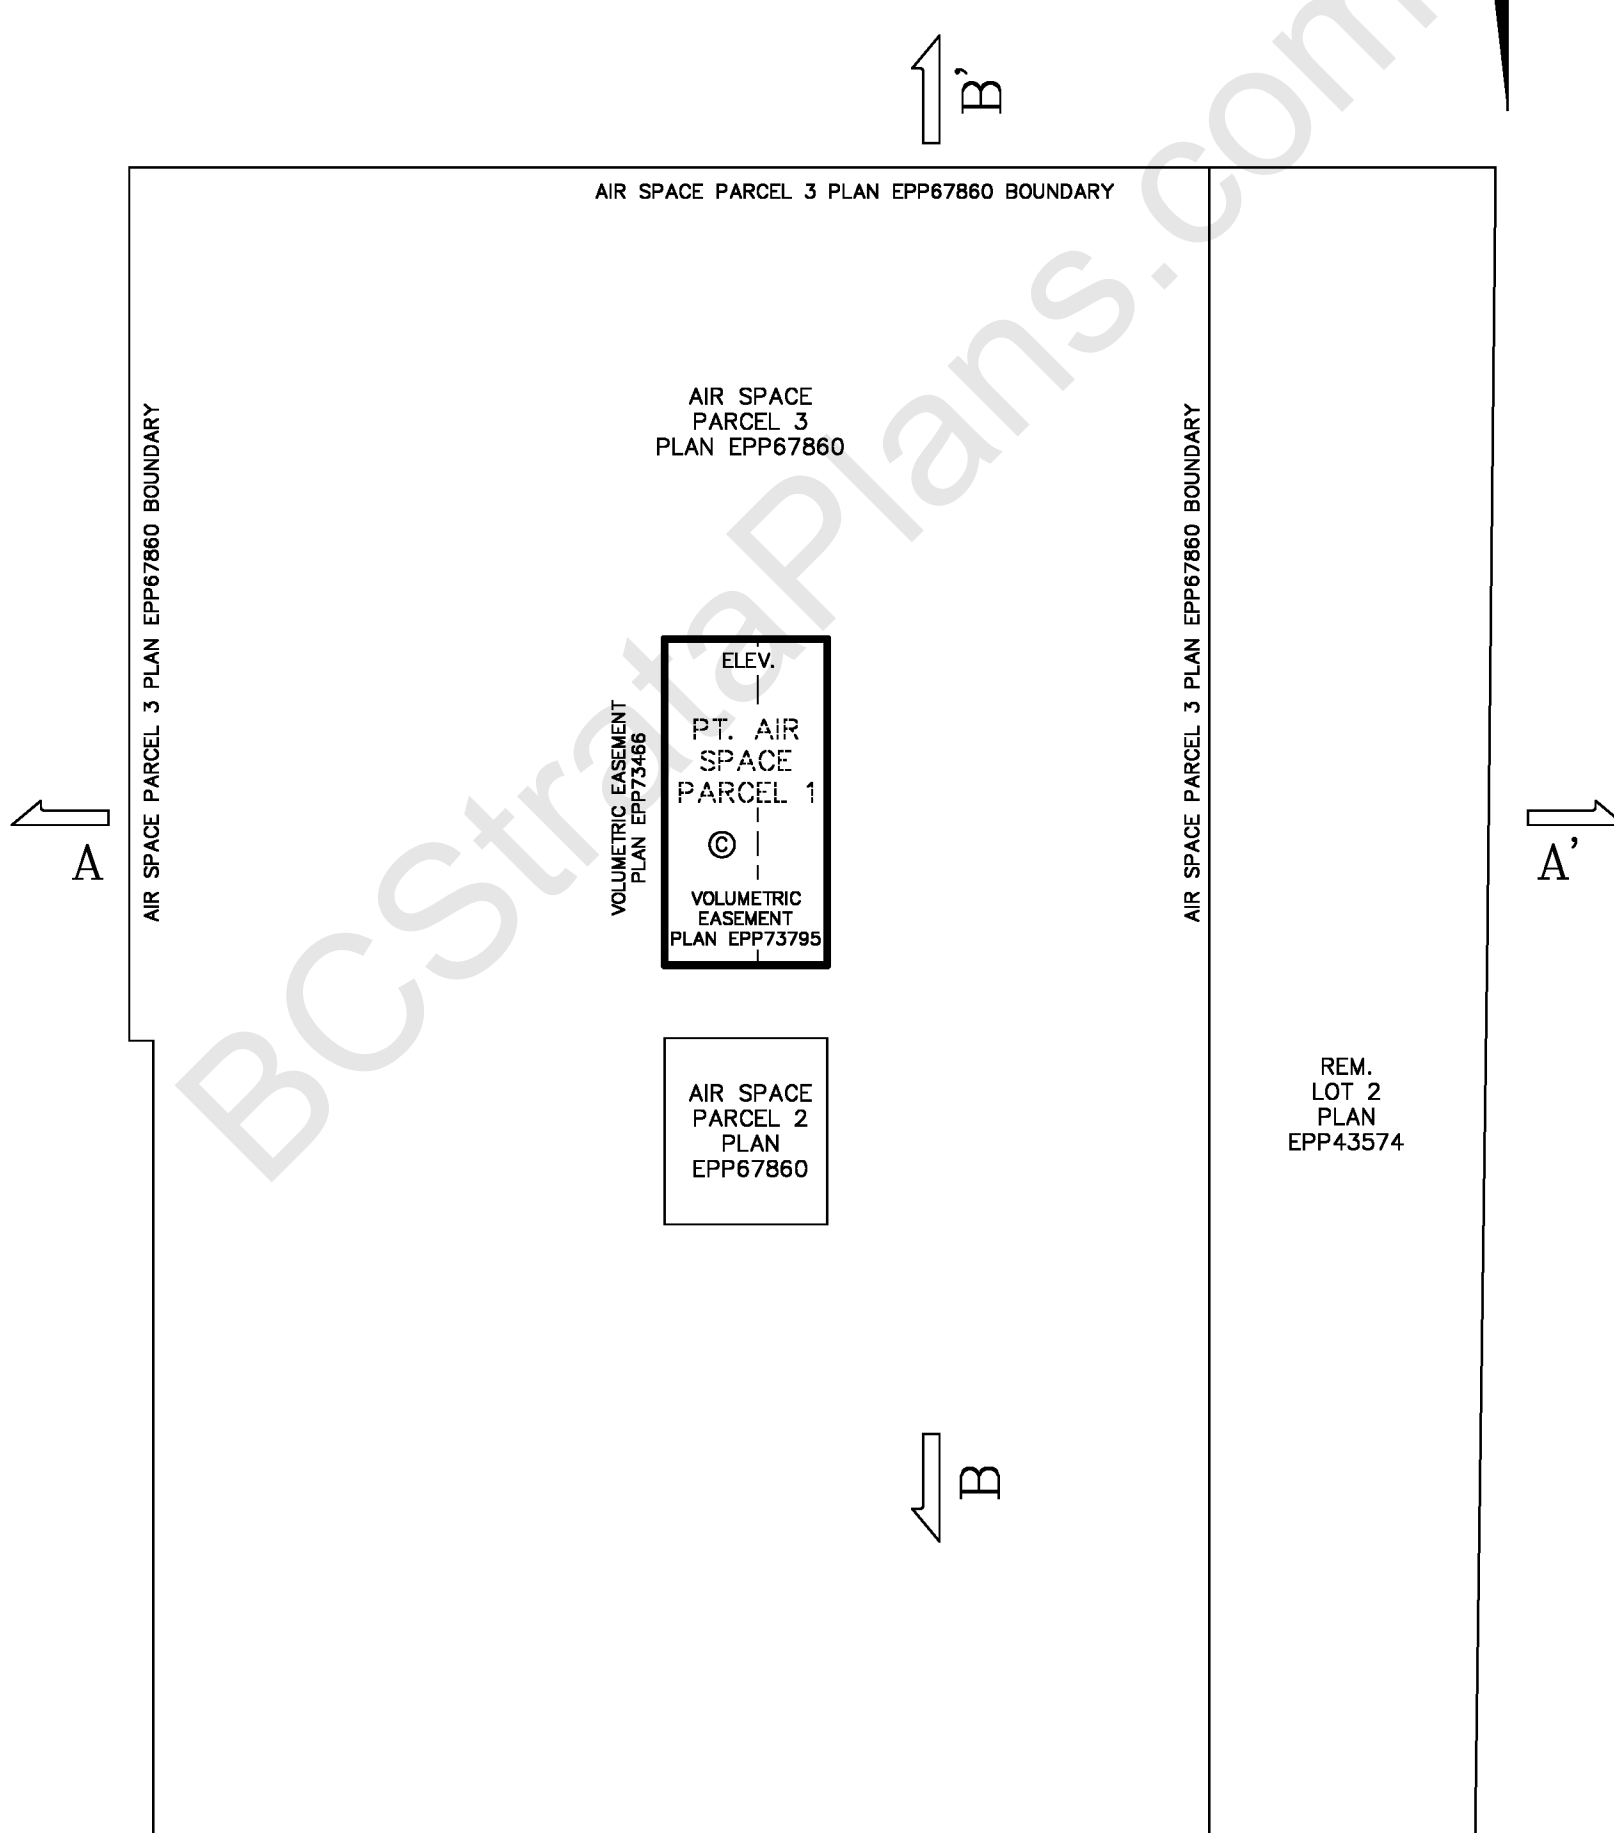 B'
AIR SPACE PARCEL 3 PLAN EPP67860 BOUNDARY
AIR SPACE
PARCEL 3
PLAN EPP67860
AIR SPACE PARCEL 3 PLAN EPP67860 BOUNDARY
AIR SPACE PARCEL 3 PLAN EPP67860 BOUNDARY
VOLUMETRIC EASEMENT
PLAN EPP73466
ELEV.
PT. AIR
SPACE
PARCEL 1
©
VOLUMETRIC
EASEMENT
PLAN EPP73795
A
A'
AIR SPACE
PARCEL 2
PLAN
EPP67860
REM.
LOT 2
PLAN
EPP43574
B
BCStrataPlans.com